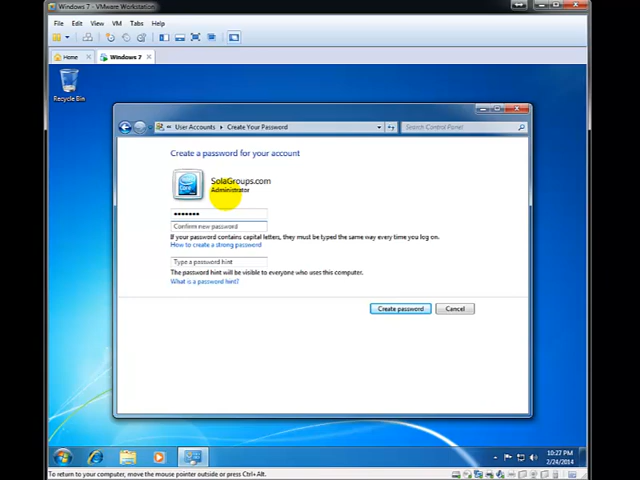 Windows 7 - VMware Workstation
File Edit View VM Tabs Help
Home Windows 7
Recycle Bin
User Accounts Create Your Password Search Control Panel
Create a password for your account
SolaGroups.com
Administrator
•••••••
Confirm new password
If your password contains capital letters, they must be typed the same way every time you log on.
How to create a strong password
Type a password hint
The password hint will be visible to everyone who uses this computer.
What is a password hint?
Create password Cancel
10:27 PM
2/24/2014
To return to your computer, move the mouse pointer outside or press Ctrl+Alt.